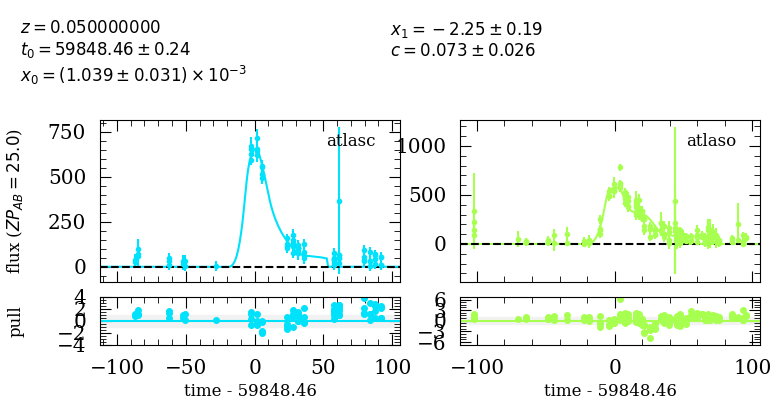 z = 0.050000000
t₀ = 59848.46 ± 0.24
x₀ = (1.039 ± 0.031) × 10⁻³
x₁ = −2.25 ± 0.19
c = 0.073 ± 0.026
atlasc
750
500
250
0
flux (ZP_AB = 25.0)
atlaso
1000
500
0
4
2
0
−2
−4
pull
6
3
0
−3
−6
−100 −50 0 50 100
−100 0 100
time - 59848.46
time - 59848.46